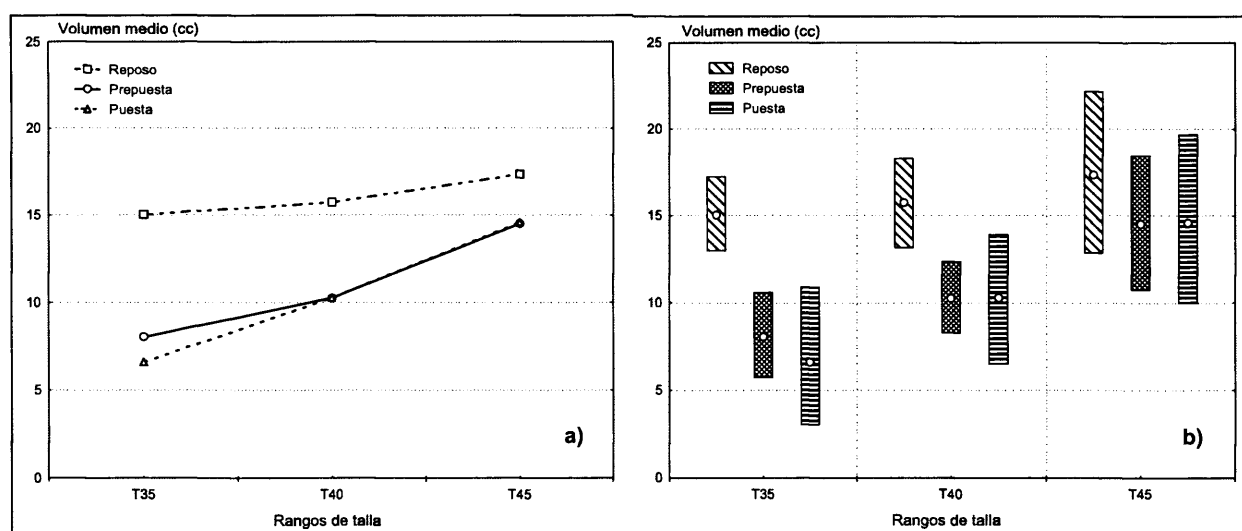 Volumen medio (cc)
25
20
15
10
5
0
Reposo
Prepuesta
Puesta
a)
T35 T40 T45
Rangos de talla
Volumen medio (cc)
25
20
15
10
5
0
Reposo
Prepuesta
Puesta
b)
T35 T40 T45
Rangos de talla